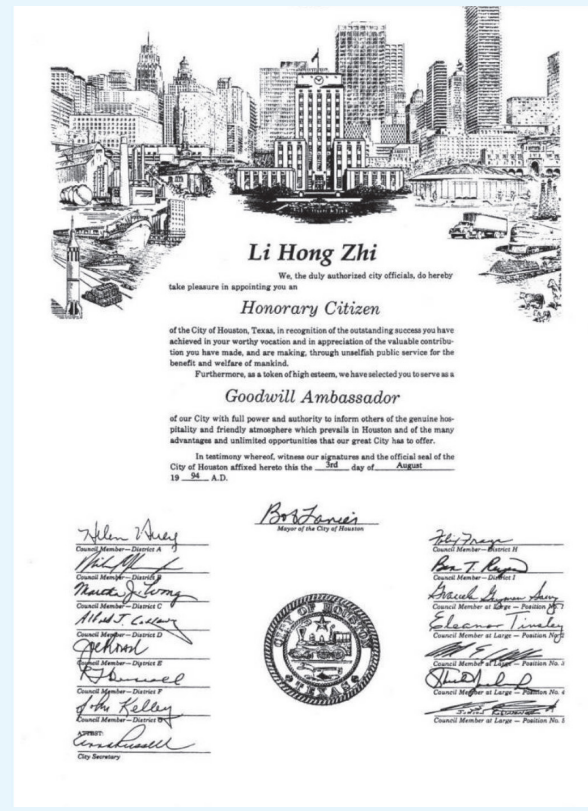 Li Hong Zhi
We, the duly authorized city officials, do hereby
take pleasure in appointing you an
Honorary Citizen
of the City of Houston, Texas, in recognition of the outstanding success you have
achieved in your worthy vocation and in appreciation of the valuable contribu-
tion you have made, and are making, through unselfish public service for the
benefit and welfare of mankind.
Furthermore, as a token of high esteem, we have selected you to serve as a
Goodwill Ambassador
of our City with full power and authority to inform others of the genuine hos-
pitality and friendly atmosphere which prevails in Houston and of the many
advantages and unlimited opportunities that our great City has to offer.
In testimony whereof, witness our signatures and the official seal of the
City of Houston affixed hereto this the 3rd day of August
19 94 A.D.
Bob Lanier
Mayor of the City of Houston
Helen Huey
Council Member—District A
Council Member—District B
Martha J. Wong
Council Member—District C
Council Member—District D
Council Member—District E
Council Member—District F
John Kelley
Council Member—District G
ATTEST:
Anna Russell
City Secretary
CITY OF HOUSTON
TEXAS
Council Member—District H
Ben T. Reyes
Council Member—District I
Council Member at Large — Position No. 1
Eleanor Tinsley
Council Member at Large — Position No. 2
Council Member at Large — Position No. 3
Council Member at Large — Position No. 4
Council Member at Large — Position No. 5